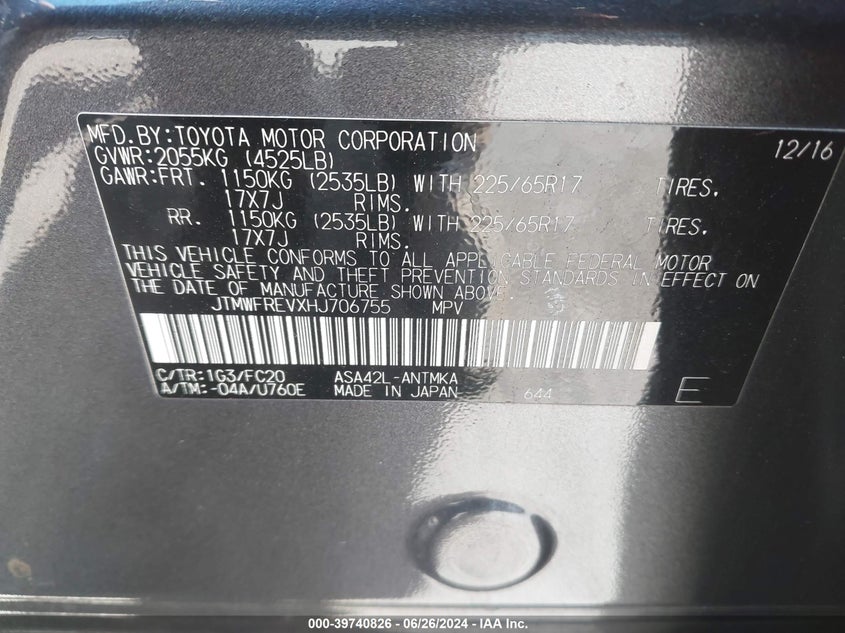 MFD.BY:TOYOTA MOTOR CORPORATION 12/16
GVWR:2055KG (4525LB)
GAWR:FRT. 1150KG (2535LB) WITH 225/65R17 TIRES,
17X7J RIMS.
RR. 1150KG (2535LB) WITH 225/65R17 TIRES,
17X7J RIMS.
THIS VEHICLE CONFORMS TO ALL APPLICABLE FEDERAL MOTOR
VEHICLE SAFETY AND THEFT PREVENTION STANDARDS IN EFFECT ON
THE DATE OF MANUFACTURE SHOWN ABOVE.
JTMWFREVXHJ706755 MPV
C/TR:1G3/FC20 ASA42L-ANTMKA
A/TM:-04A/U760E MADE IN JAPAN 644 E
000-39740826 - 06/26/2024 - IAA Inc.